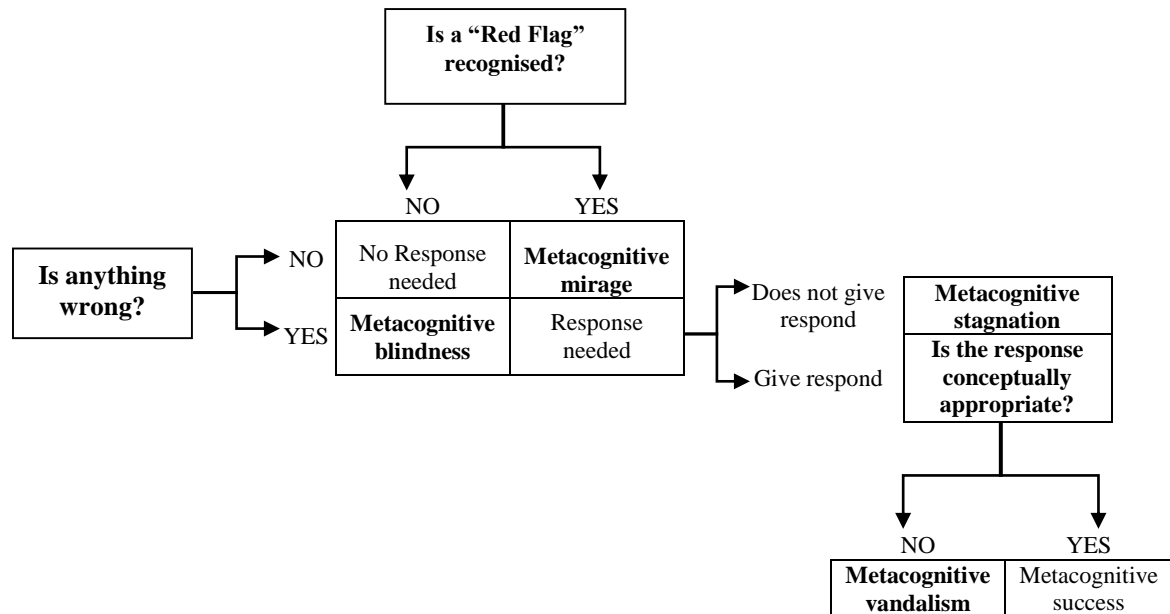 Is a “Red Flag”
recognised?
NO
YES
Is anything
wrong?
NO
YES
No Response
needed
Metacognitive
mirage
Metacognitive
blindness
Response
needed
Does not give
respond
Give respond
Metacognitive
stagnation
Is the response
conceptually
appropriate?
NO
YES
Metacognitive
vandalism
Metacognitive
success